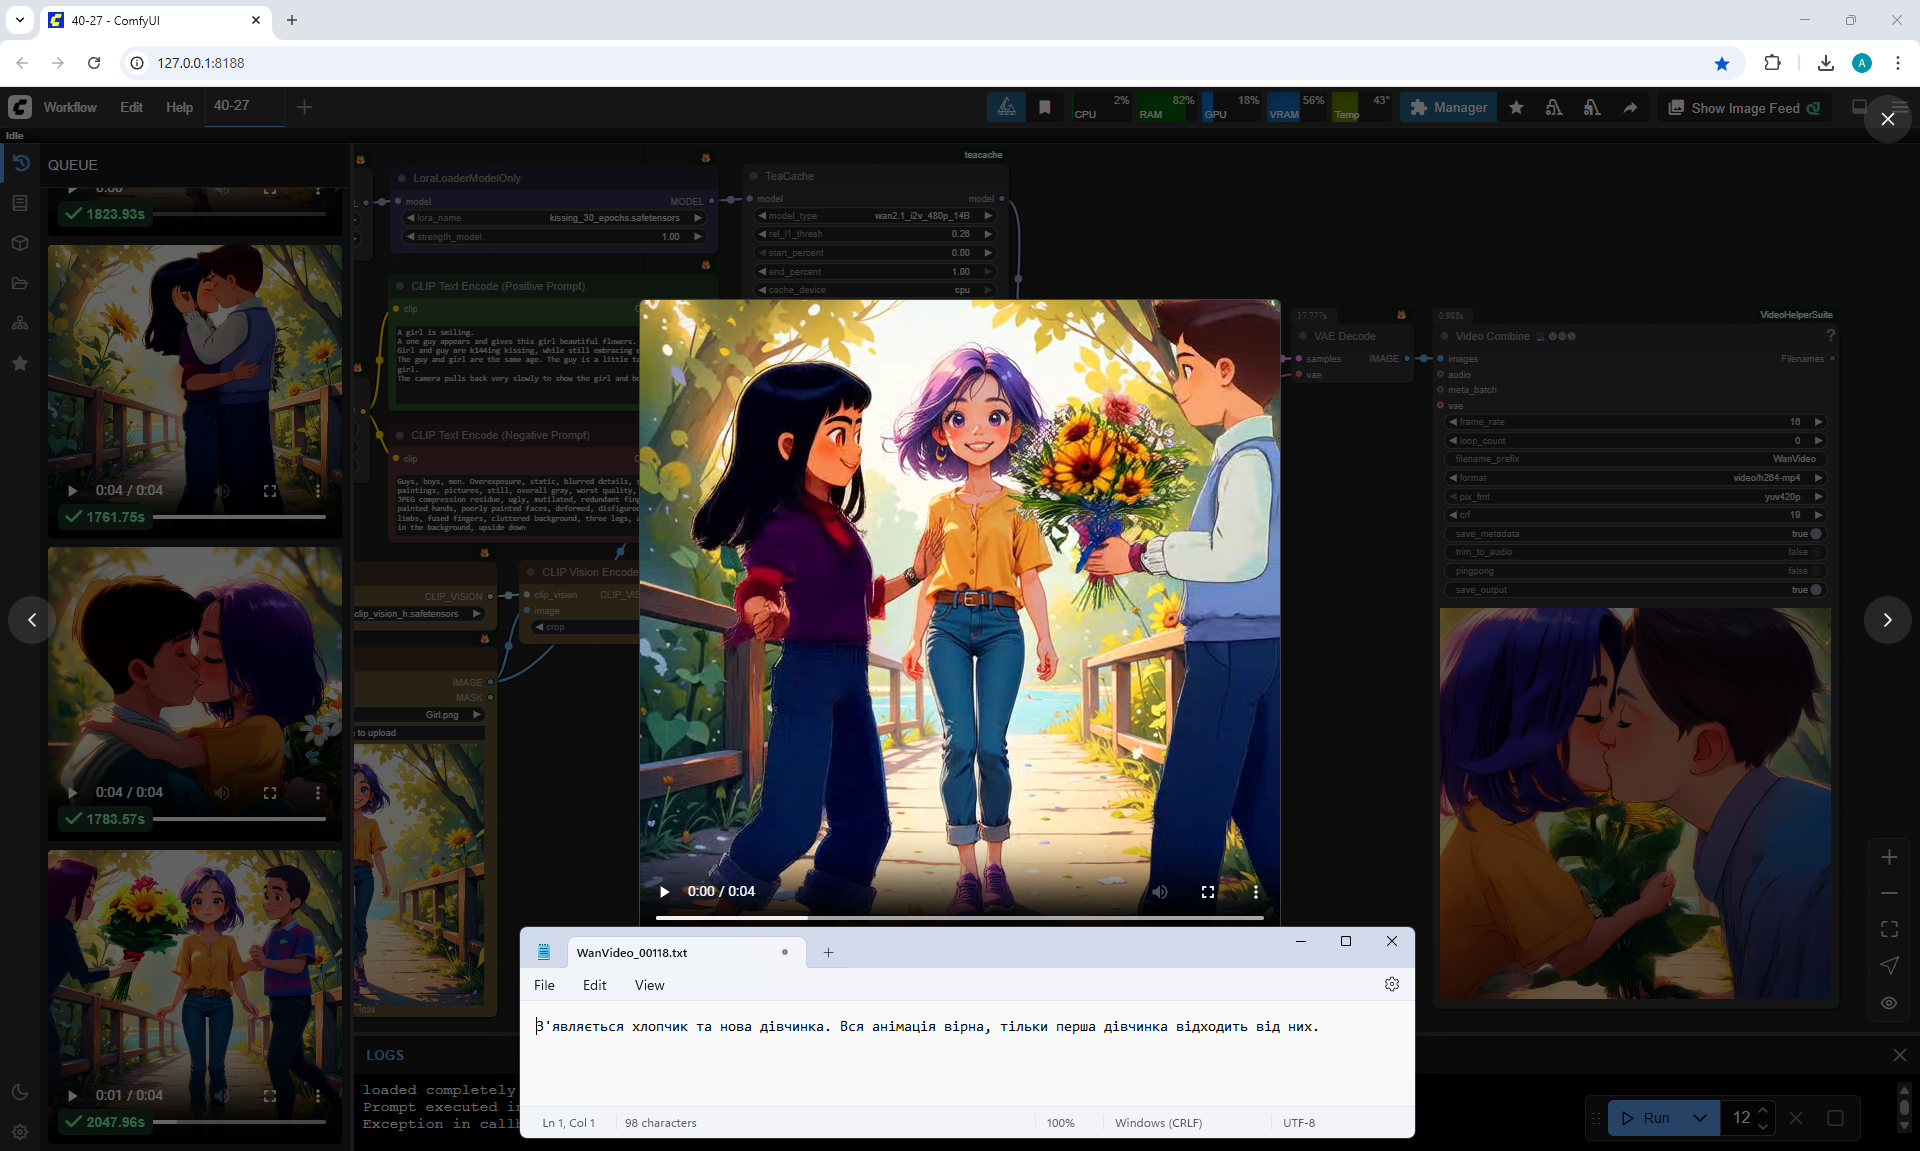 40-27 - ComfyUI
127.0.0.1:8188
Workflow
Edit
Help
40-27
CPU 2%
RAM 82%
GPU 18%
VRAM 56%
Temp 43°
Manager
Show Image Feed
Idle
QUEUE
1823.93s
0:04 / 0:04
1761.75s
0:04 / 0:04
1783.57s
0:01 / 0:04
2047.96s
LoraLoaderModelOnly
model
MODEL
lora_name kissing_30_epochs.safetensors
strength_model 1.00
teacache
TeaCache
model
model
model_type wan2.1_i2v_480p_14B
rel_l1_thresh 0.26
start_percent 0.00
end_percent 1.00
cache_device cpu
CLIP Text Encode (Positive Prompt)
clip
A girl is smiling.
A one guy appears and gives this girl beautiful flowers.
Girl and guy are k144ing kissing, while still embracing
The guy and girl are the same age. The guy is a little
girl.
The camera pulls back very slowly to show the girl and
CLIP Text Encode (Negative Prompt)
clip
Guys, boys, men. Overexposure, static, blurred details,
paintings, pictures, still, overall gray, worst quality,
JPEG compression residue, ugly, mutilated, redundant
painted hands, poorly painted faces, deformed,
limbs, fused fingers, cluttered background, three legs,
in the background, upside down
CLIP_VISION
clip_vision_h.safetensors
CLIP Vision Encode
clip_vision
image
crop
IMAGE
MASK
Girl.png
to upload
1024
17.777s
VAE Decode
samples
IMAGE
vae
0.988s
VideoHelperSuite
Video Combine
?
images
Filenames
audio
meta_batch
vae
frame_rate 16
loop_count 0
filename_prefix WanVideo
format video/h264-mp4
pix_fmt yuv420p
crf 19
save_metadata true
trim_to_audio false
pingpong false
save_output true
0:00 / 0:04
WanVideo_00118.txt
File
Edit
View
З'являється хлопчик та нова дівчинка. Вся анімація вірна, тільки перша дівчинка відходить від них.
Ln 1, Col 1
98 characters
100%
Windows (CRLF)
UTF-8
LOGS
loaded completely
Prompt executed
Exception in
Run
12